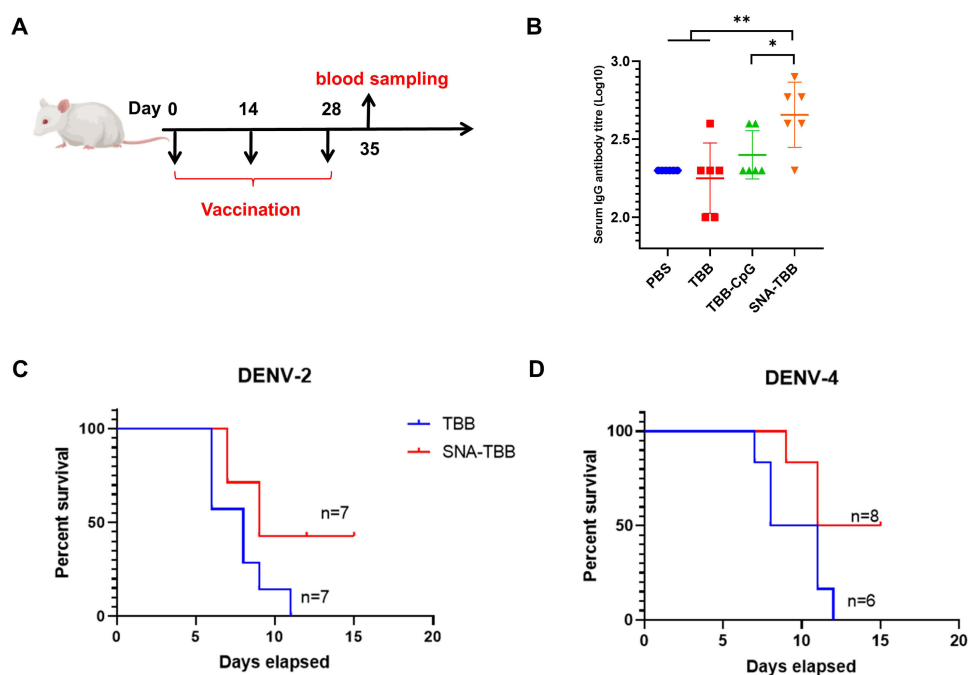 A
blood sampling
Day 0 14 28
35
Vaccination
B
**
*
Serum IgG antibody titre (Log10)
3.0
2.5
2.0
PBS
TBB
TBB-CpG
SNA-TBB
C
DENV-2
TBB
SNA-TBB
Percent survival
100
50
0
n=7
n=7
0 5 10 15 20
Days elapsed
D
DENV-4
Percent survival
100
50
0
n=8
n=6
0 5 10 15 20
Days elapsed